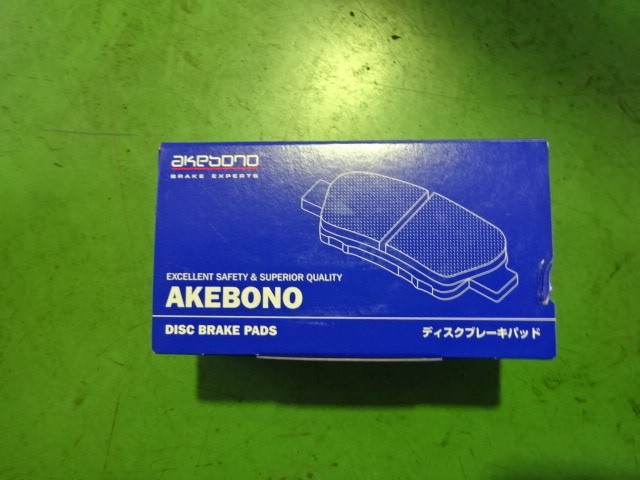 akebono
BRAKE EXPERTS
EXCELLENT SAFETY & SUPERIOR QUALITY
AKEBONO
DISC BRAKE PADS
ディスクブレーキパッド